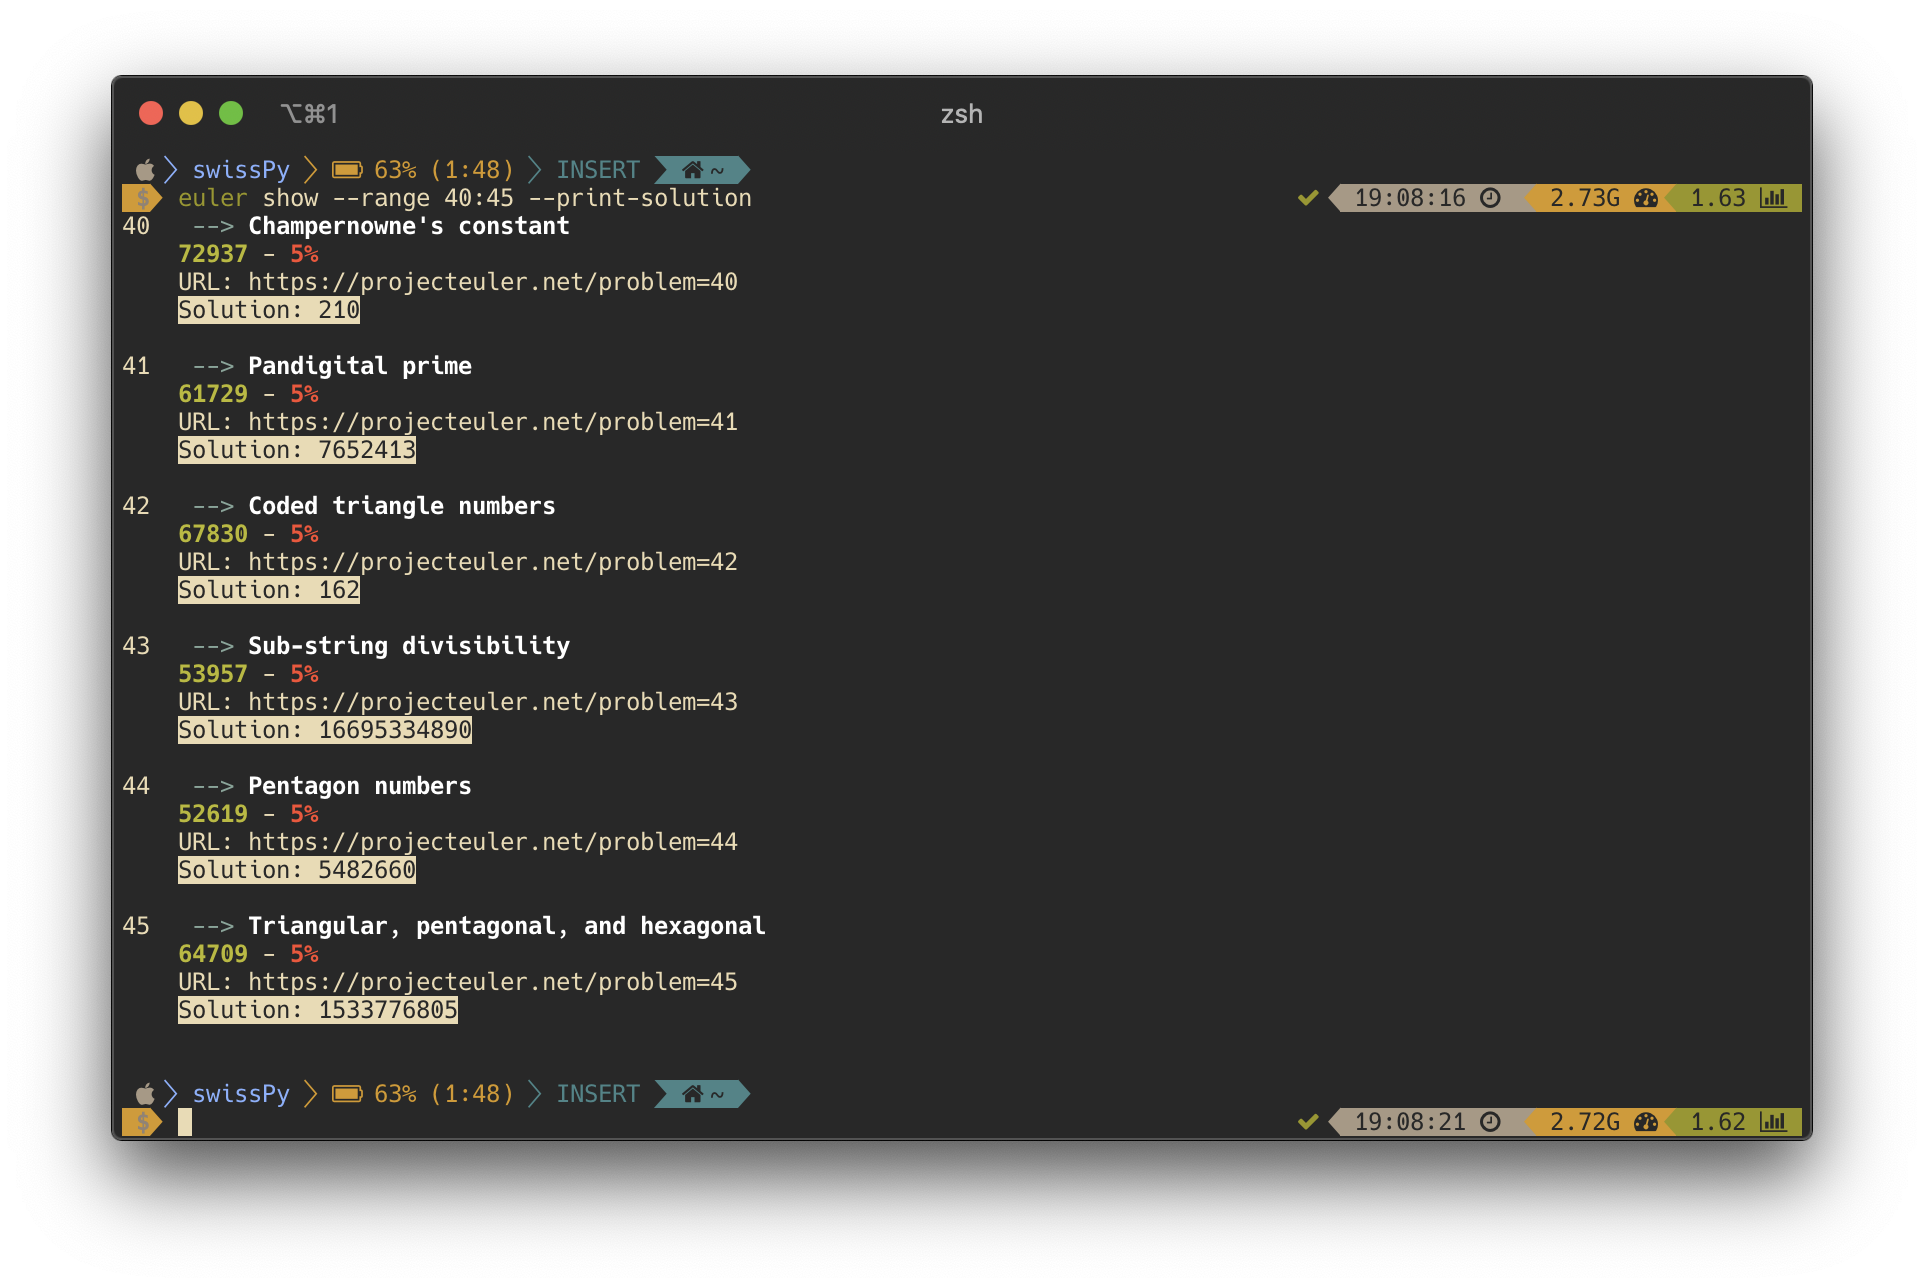 ⌥⌘1 zsh
swissPy 63% (1:48) INSERT ~
$ euler show --range 40:45 --print-solution 19:08:16 2.73G 1.63
40 --> Champernowne's constant
72937 - 5%
URL: https://projecteuler.net/problem=40
Solution: 210
41 --> Pandigital prime
61729 - 5%
URL: https://projecteuler.net/problem=41
Solution: 7652413
42 --> Coded triangle numbers
67830 - 5%
URL: https://projecteuler.net/problem=42
Solution: 162
43 --> Sub-string divisibility
53957 - 5%
URL: https://projecteuler.net/problem=43
Solution: 16695334890
44 --> Pentagon numbers
52619 - 5%
URL: https://projecteuler.net/problem=44
Solution: 5482660
45 --> Triangular, pentagonal, and hexagonal
64709 - 5%
URL: https://projecteuler.net/problem=45
Solution: 1533776805
swissPy 63% (1:48) INSERT ~
$ 19:08:21 2.72G 1.62